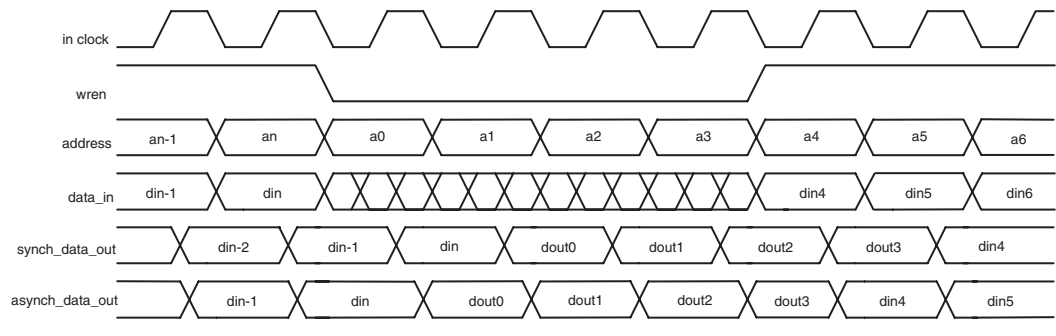 in clock
wren
address an-1 an a0 a1 a2 a3 a4 a5 a6
data_in din-1 din din4 din5 din6
synch_data_out din-2 din-1 din dout0 dout1 dout2 dout3 din4
asynch_data_out din-1 din dout0 dout1 dout2 dout3 din4 din5